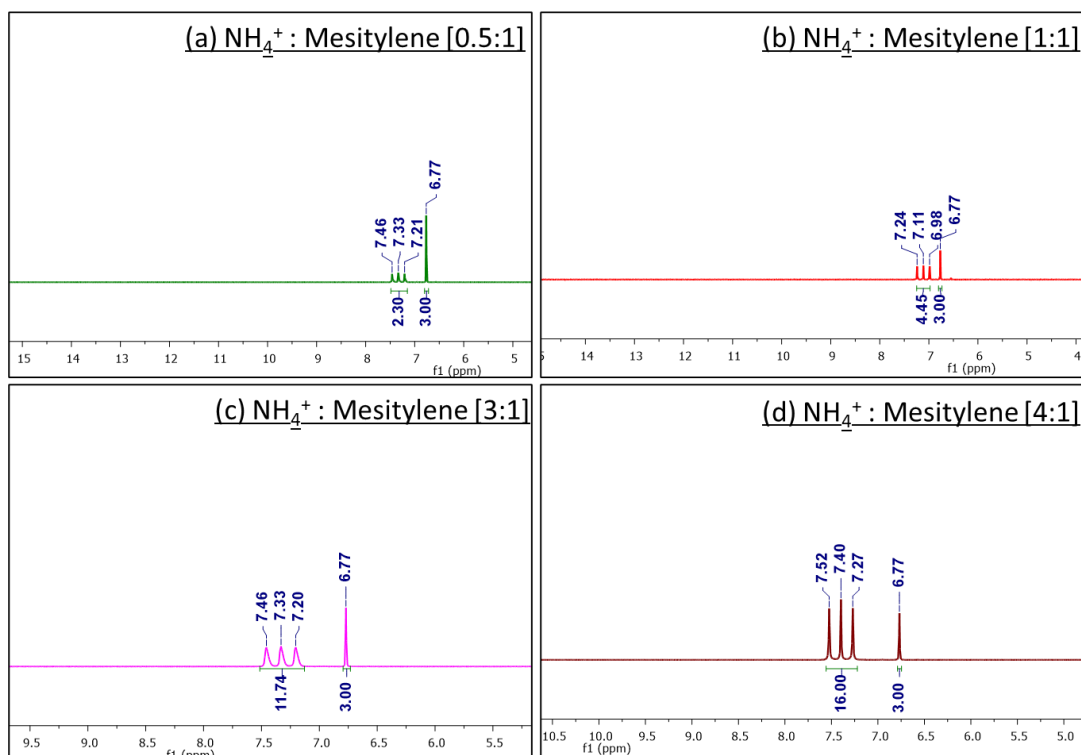 (a) NH4+ : Mesitylene [0.5:1]
7.46
7.33
7.21
6.77
2.30
3.00
15 14 13 12 11 10 9 8 7 6 5
f1 (ppm)
(b) NH4+ : Mesitylene [1:1]
7.24
7.11
6.98
6.77
4.45
3.00
14 13 12 11 10 9 8 7 6 5 4
f1 (ppm)
(c) NH4+ : Mesitylene [3:1]
7.46
7.33
7.20
6.77
11.74
3.00
9.5 9.0 8.5 8.0 7.5 7.0 6.5 6.0 5.5
f1 (ppm)
(d) NH4+ : Mesitylene [4:1]
7.52
7.40
7.27
6.77
16.00
3.00
10.5 10.0 9.5 9.0 8.5 8.0 7.5 7.0 6.5 6.0 5.5 5.0
f1 (ppm)